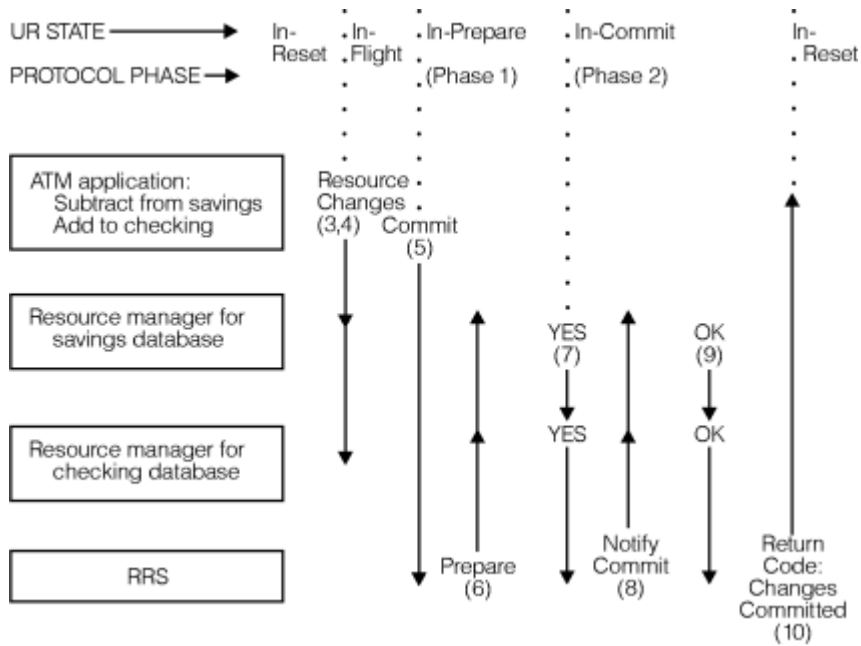 UR STATE In- In- In-Prepare In-Commit In-
Reset Flight Reset
PROTOCOL PHASE (Phase 1) (Phase 2)
ATM application:
Subtract from savings
Add to checking
Resource
Changes
(3,4)
Commit
(5)
Resource manager for
savings database
YES
(7)
OK
(9)
Resource manager for
checking database
YES
OK
RRS
Prepare
(6)
Notify
Commit
(8)
Return
Code:
Changes
Committed
(10)